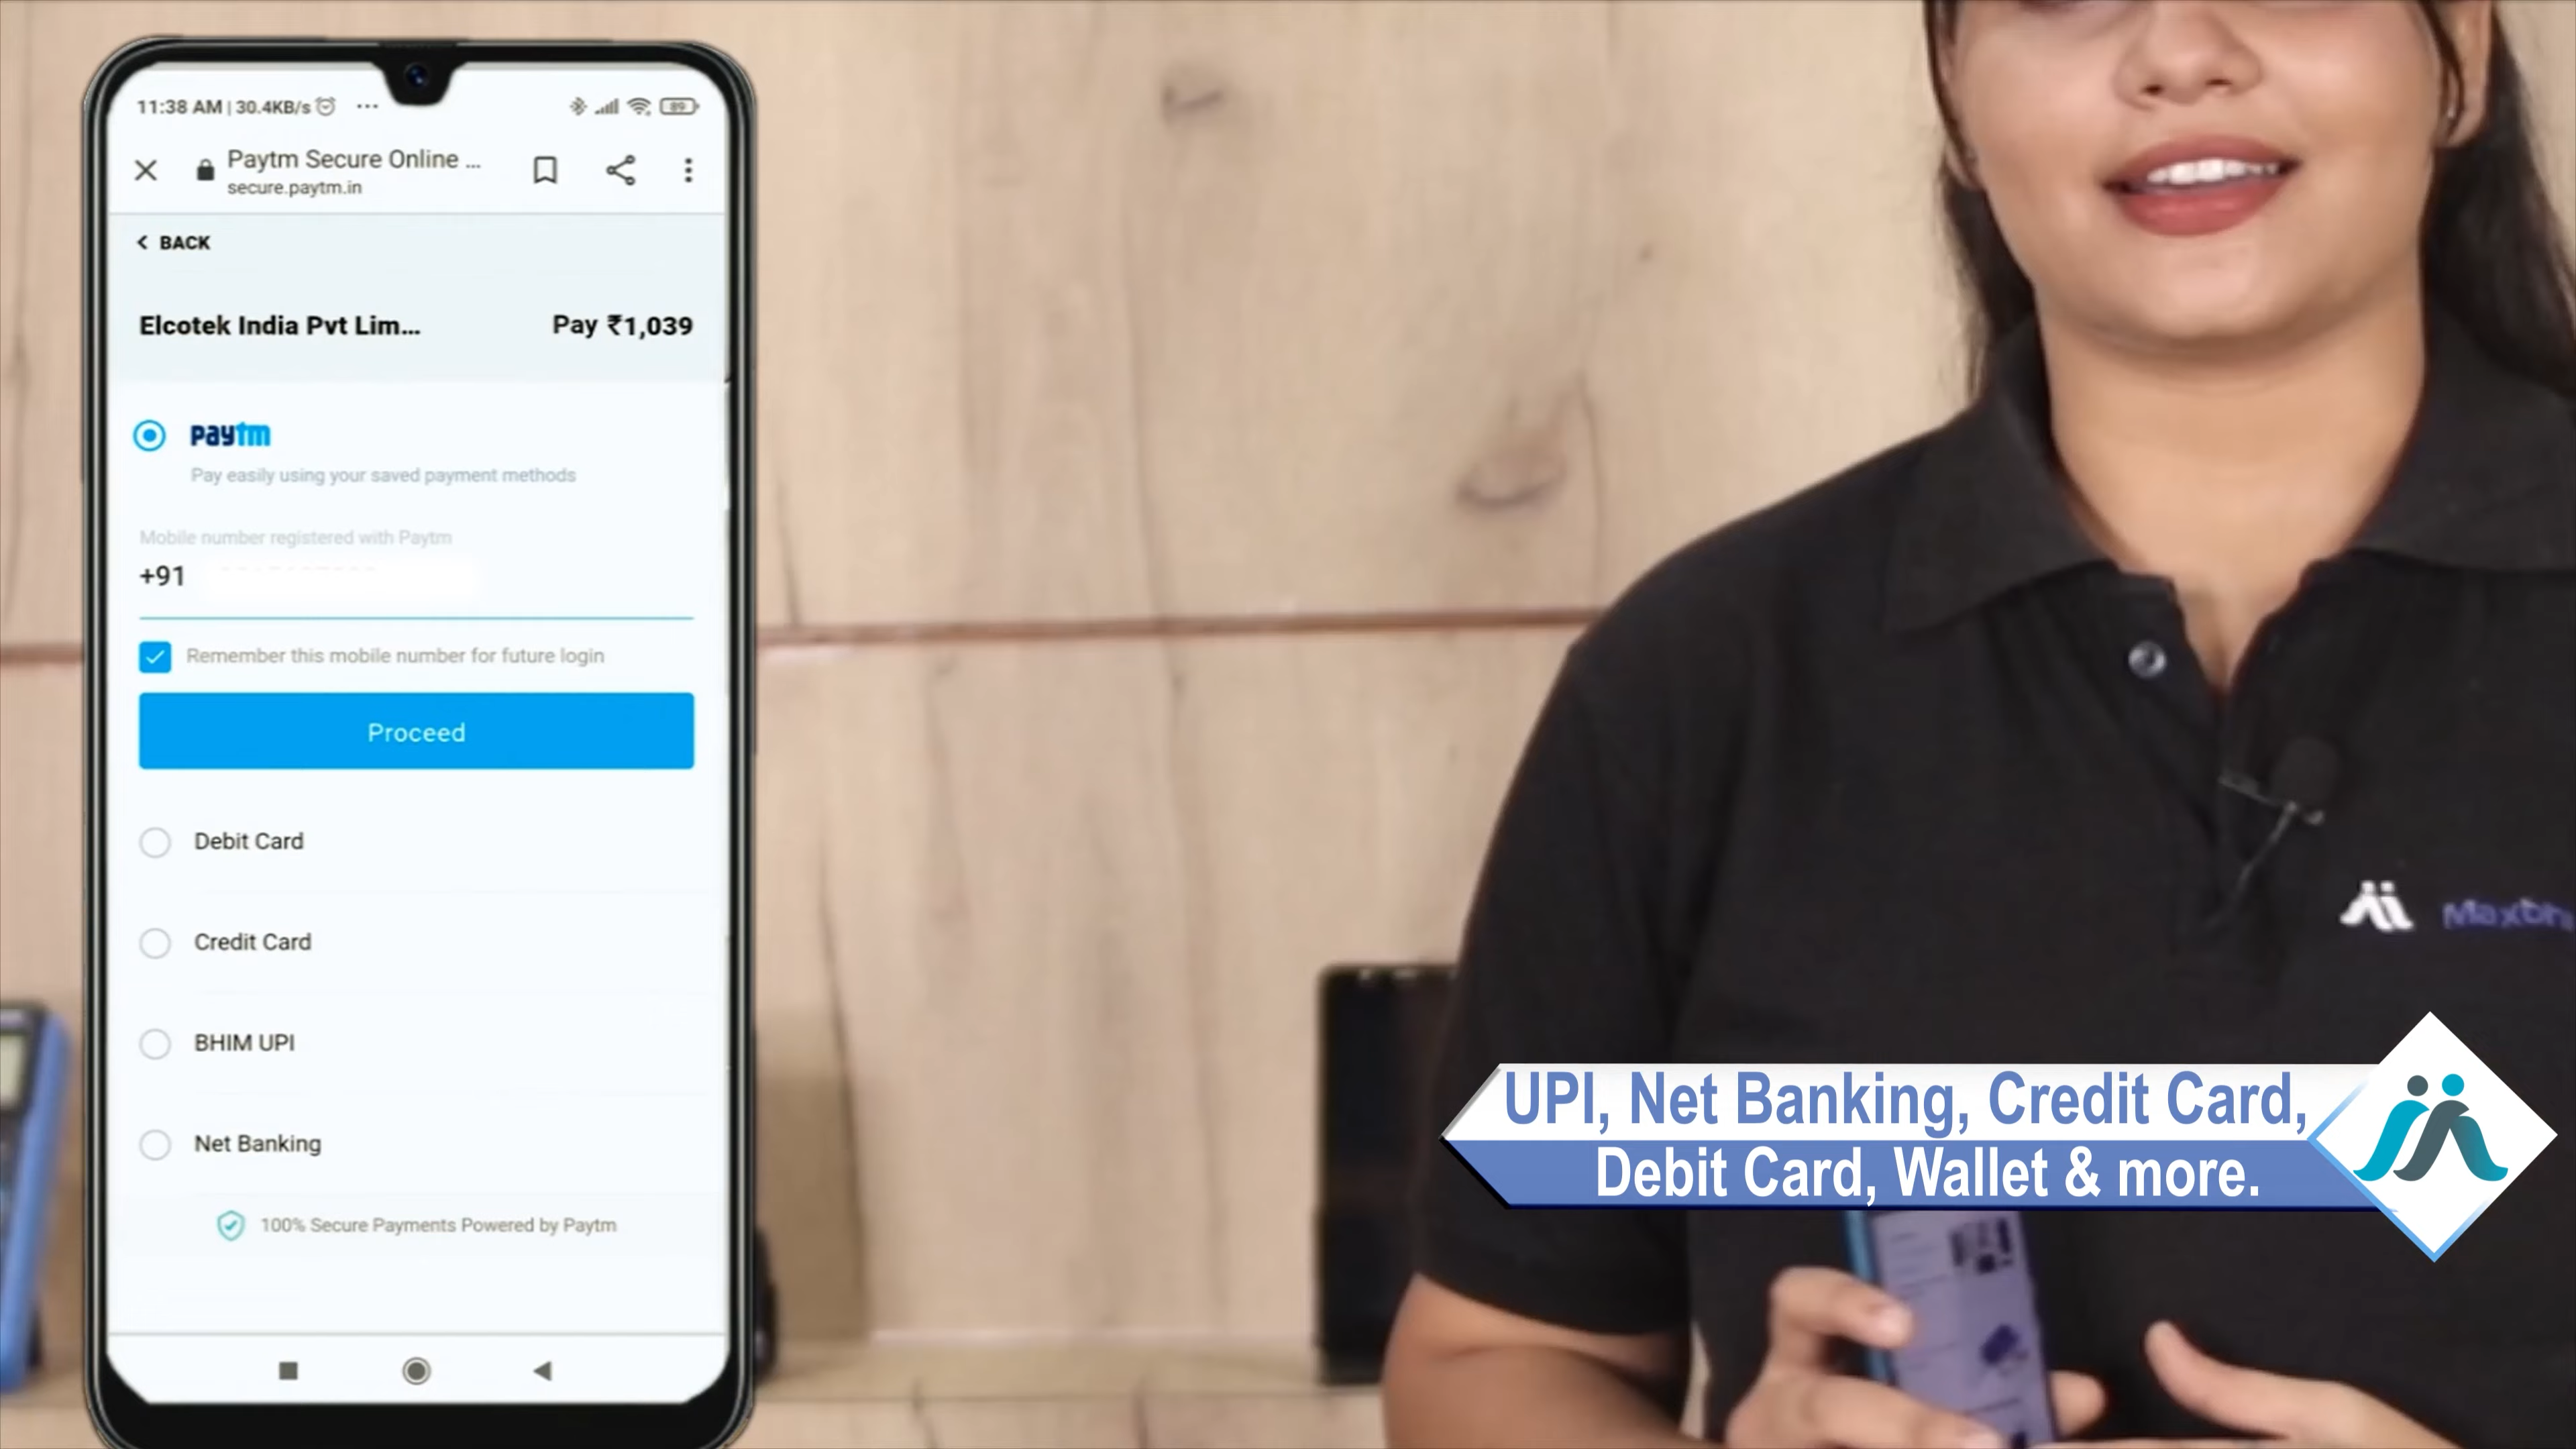 11:38 AM | 30.4KB/s
89
Paytm Secure Online ...
secure.paytm.in
BACK
Elcotek India Pvt Lim... Pay ₹1,039
paytm
Pay easily using your saved payment methods
Mobile number registered with Paytm
+91
Remember this mobile number for future login
Proceed
Debit Card
Credit Card
BHIM UPI
Net Banking
100% Secure Payments Powered by Paytm
UPI, Net Banking, Credit Card,
Debit Card, Wallet & more.